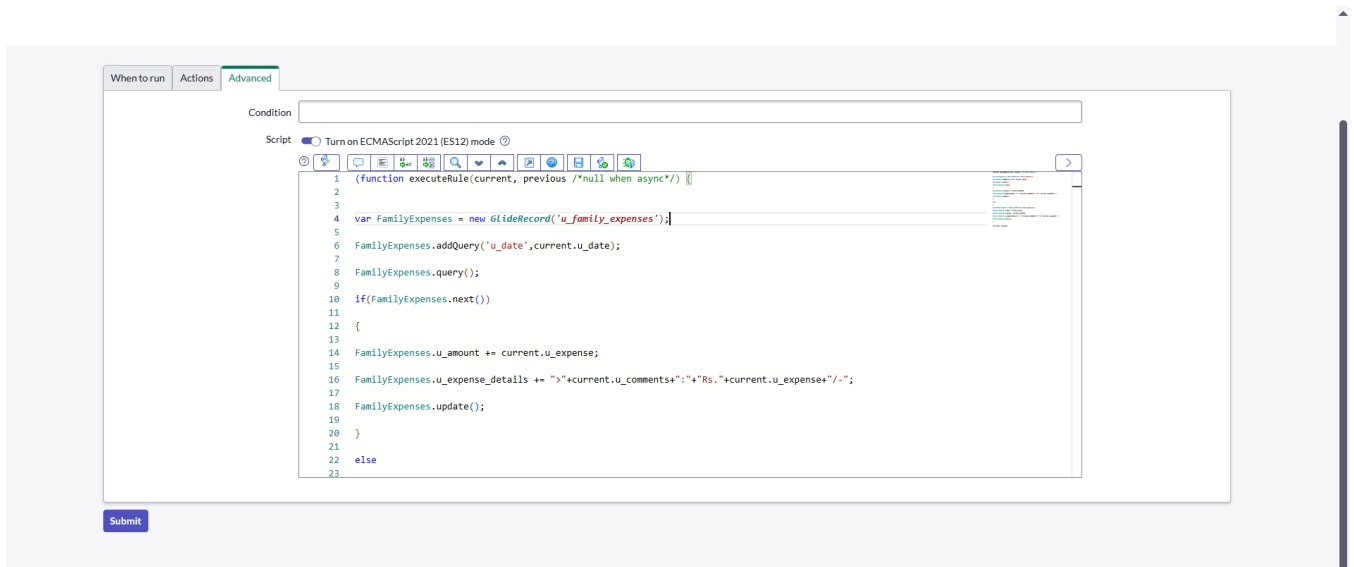 When to run Actions Advanced
Condition
Script Turn on ECMAScript 2021 (ES12) mode
1 (function executeRule(current, previous /*null when async*/) {
2
3
4 var FamilyExpenses = new GlideRecord('u_family_expenses');
5
6 FamilyExpenses.addQuery('u_date',current.u_date);
7
8 FamilyExpenses.query();
9
10 if(FamilyExpenses.next())
11
12 {
13
14 FamilyExpenses.u_amount += current.u_expense;
15
16 FamilyExpenses.u_expense_details += ">"+current.u_comments+":"+"Rs."+current.u_expense+"/-";
17
18 FamilyExpenses.update();
19
20 }
21
22 else
23
Submit